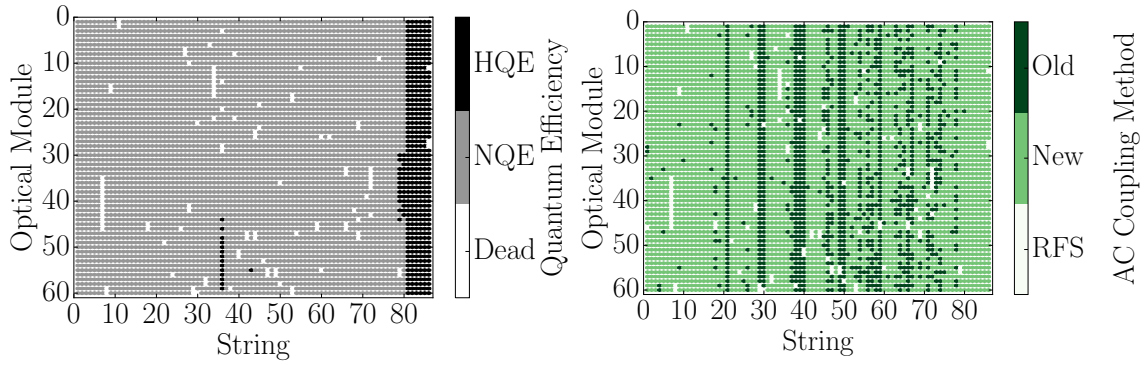 0
10
20
30
40
50
60
Optical Module
0 10 20 30 40 50 60 70 80
String
HQE
NQE
Dead
Quantum Efficiency
0
10
20
30
40
50
60
Optical Module
0 10 20 30 40 50 60 70 80
String
Old
New
RFS
AC Coupling Method